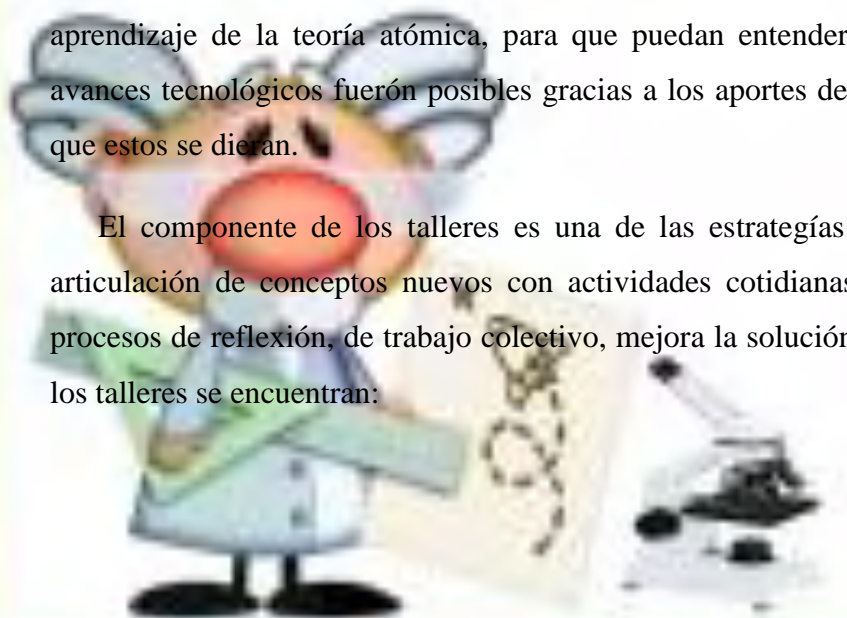 aprendizaje de la teoría atómica, para que puedan entender
avances tecnológicos fuerón posibles gracias a los aportes de
que estos se dieran.
El componente de los talleres es una de las estrategías
articulación de conceptos nuevos con actividades cotidianas
procesos de reflexión, de trabajo colectivo, mejora la solución
los talleres se encuentran: